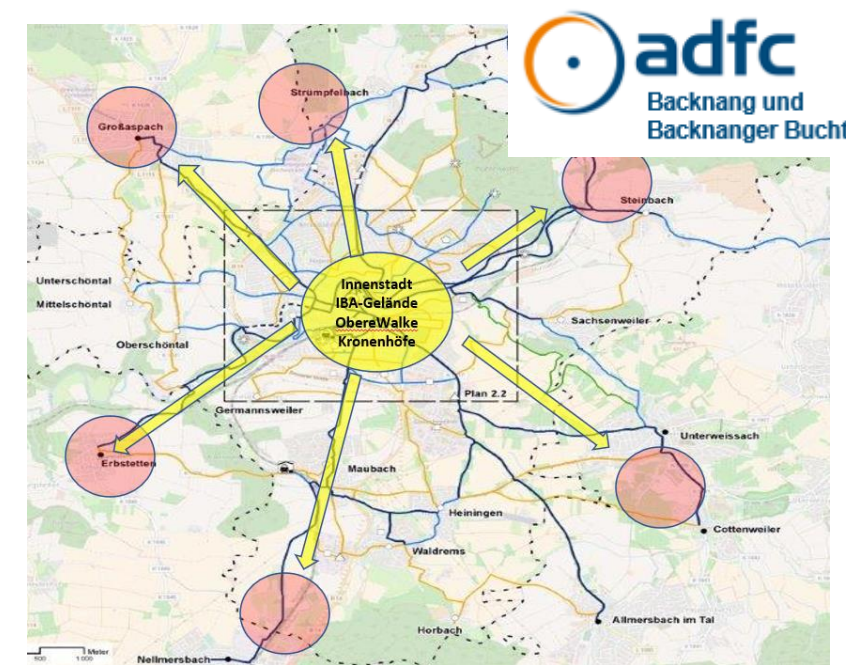 adfc
Backnang und
Backnanger Bucht
Strümpfelbach
Großaspach
Steinbach
Unterschöntal
Mittelschöntal
Oberschöntal
Innenstadt
IBA-Gelände
ObereWalke
Kronenhöfe
Sachsenweiler
Plan 2.2
Germannsweiler
Unterweissach
Erbstetten
Maubach
Heiningen
Cottenweiler
Waldrems
Allmersbach im Tal
Horbach
Meter
Nellmersbach